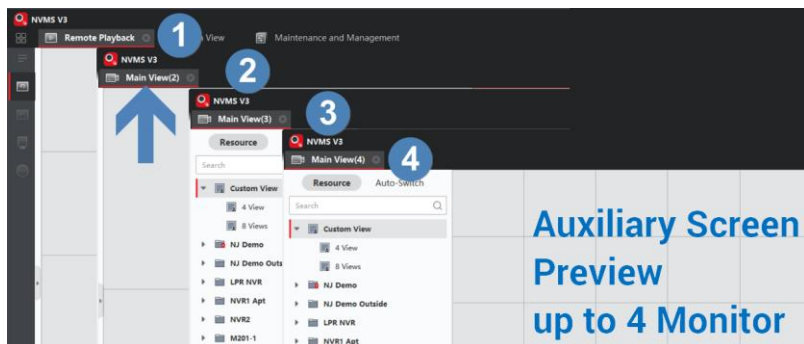 NVMS V3
Remote Playback
View
Maintenance and Management
1
NVMS V3
Main View(2)
2
NVMS V3
Main View(3)
3
Resource
Search
Custom View
4 View
8 Views
NJ Demo
NJ Demo Outs
LPR NVR
NVR1 Apt
NVR2
M201-1
NVMS V3
Main View(4)
4
Resource
Auto-Switch
Search
Custom View
4 View
8 Views
NJ Demo
NJ Demo Outside
LPR NVR
NVR1 Apt
Auxiliary Screen
Preview
up to 4 Monitor